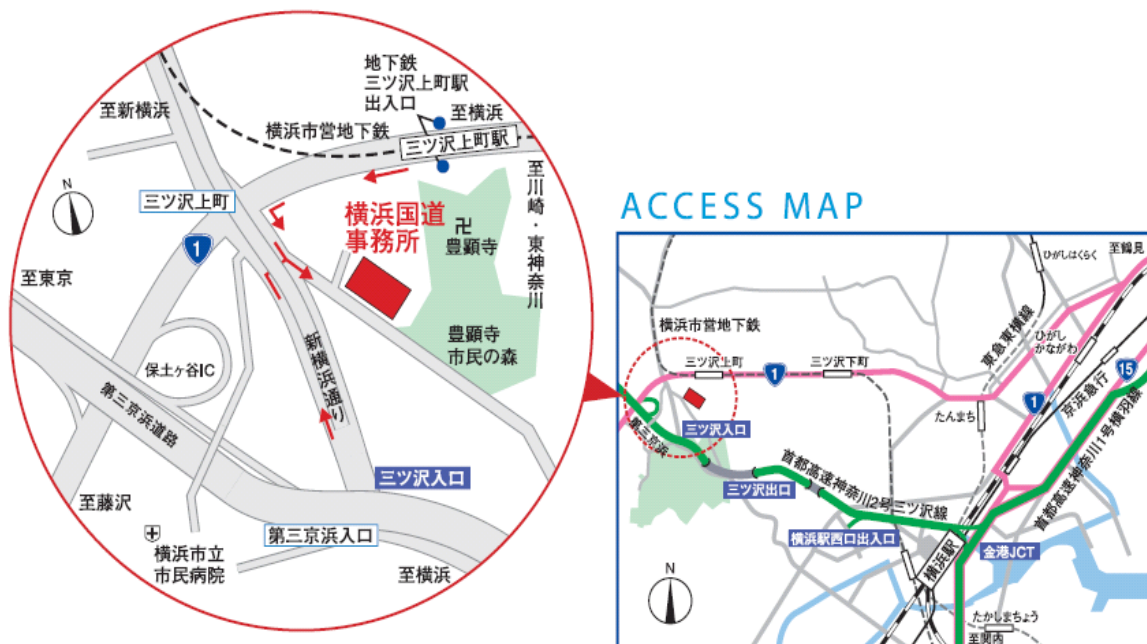 地下鉄
三ツ沢上町駅
出入口
至新横浜
至横浜
横浜市営地下鉄
三ツ沢上町駅
至川崎・東神奈川
N
三ツ沢上町
横浜国道
事務所
卍
豊顕寺
1
至東京
豊顕寺
市民の森
保土ヶ谷IC
新横浜通り
第三京浜道路
三ツ沢入口
至藤沢
第三京浜入口
横浜市立
市民病院
至横浜
ACCESS MAP
ひがしはくらく
至鶴見
横浜市営地下鉄
東急東横線
ひがし
かながわ
三ツ沢上町
1
三ツ沢下町
15
京浜急行
1
たんまち
第三京浜
三ツ沢入口
首都高速神奈川2号三ツ沢線
首都高速神奈川1号横羽線
三ツ沢出口
横浜駅西口出入口
横浜駅
金港JCT
N
たかしまちょう
至関内